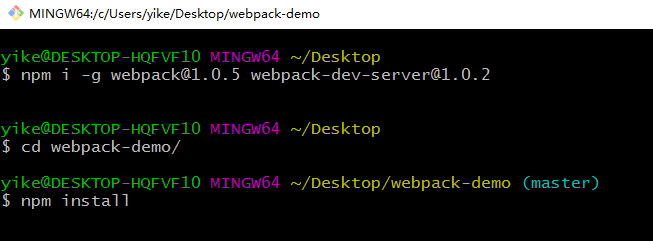 MINGW64:/c/Users/yike/Desktop/webpack-demo
yike@DESKTOP-HQFVF10 MINGW64 ~/Desktop
$ npm i -g webpack@1.0.5 webpack-dev-server@1.0.2
yike@DESKTOP-HQFVF10 MINGW64 ~/Desktop
$ cd webpack-demo/
yike@DESKTOP-HQFVF10 MINGW64 ~/Desktop/webpack-demo (master)
$ npm install